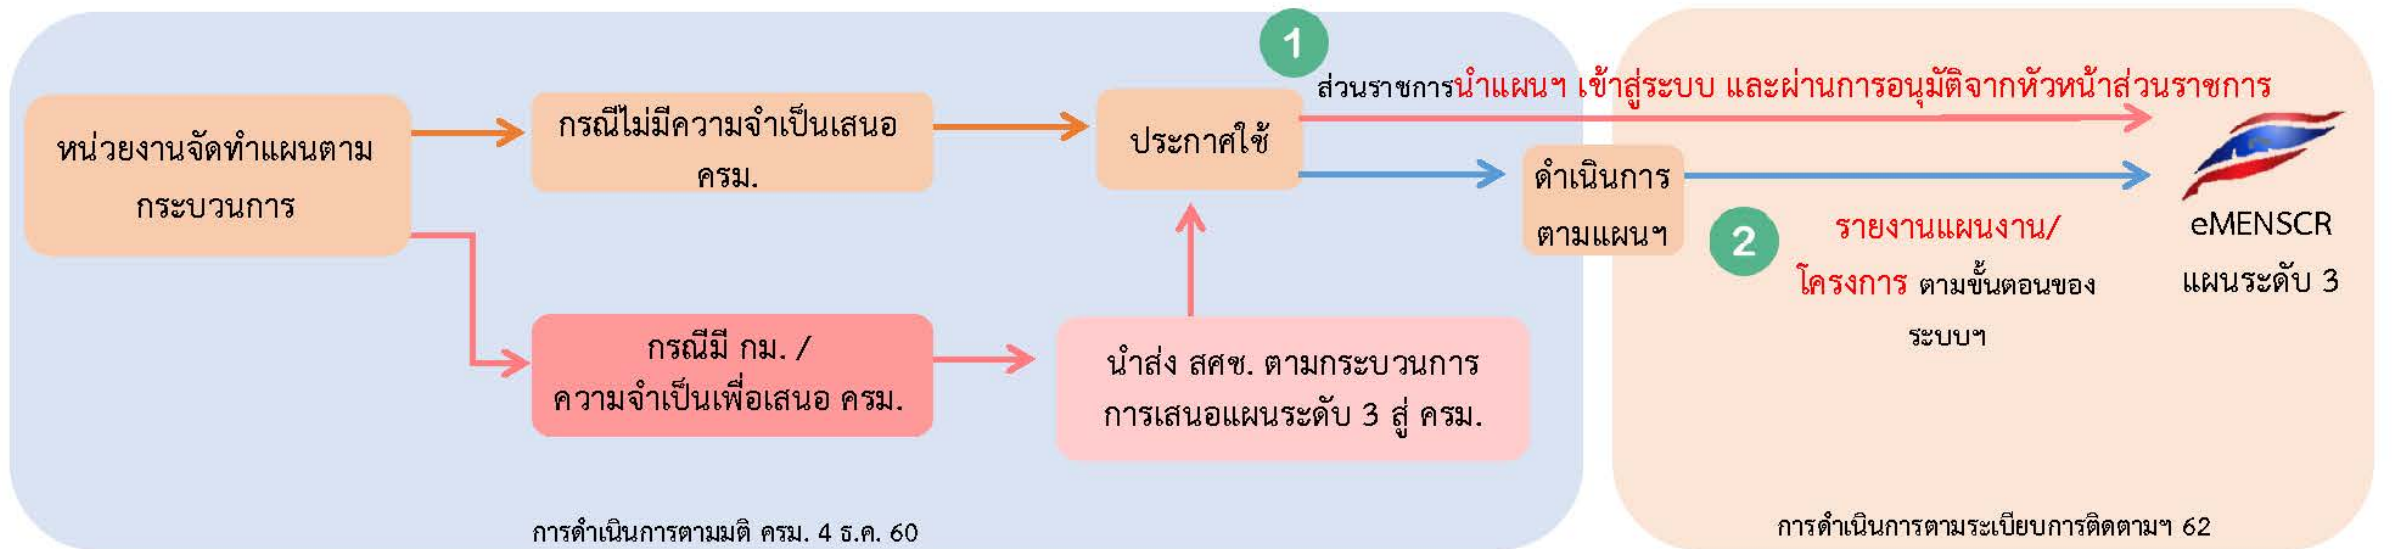 1
ส่วนราชการนำแผนฯ เข้าสู่ระบบ และผ่านการอนุมัติจากหัวหน้าส่วนราชการ
หน่วยงานจัดทำแผนตาม
กระบวนการ
กรณีไม่มีความจำเป็นเสนอ
ครม.
ประกาศใช้
ดำเนินการ
ตามแผนฯ
2
รายงานแผนงาน/
โครงการ ตามขั้นตอนของ
ระบบฯ
eMENSCR
แผนระดับ 3
กรณีมี กม. /
ความจำเป็นเพื่อเสนอ ครม.
นำส่ง สศช. ตามกระบวนการ
การเสนอแผนระดับ 3 สู่ ครม.
การดำเนินการตามมติ ครม. 4 ธ.ค. 60
การดำเนินการตามระเบียบการติดตามฯ 62